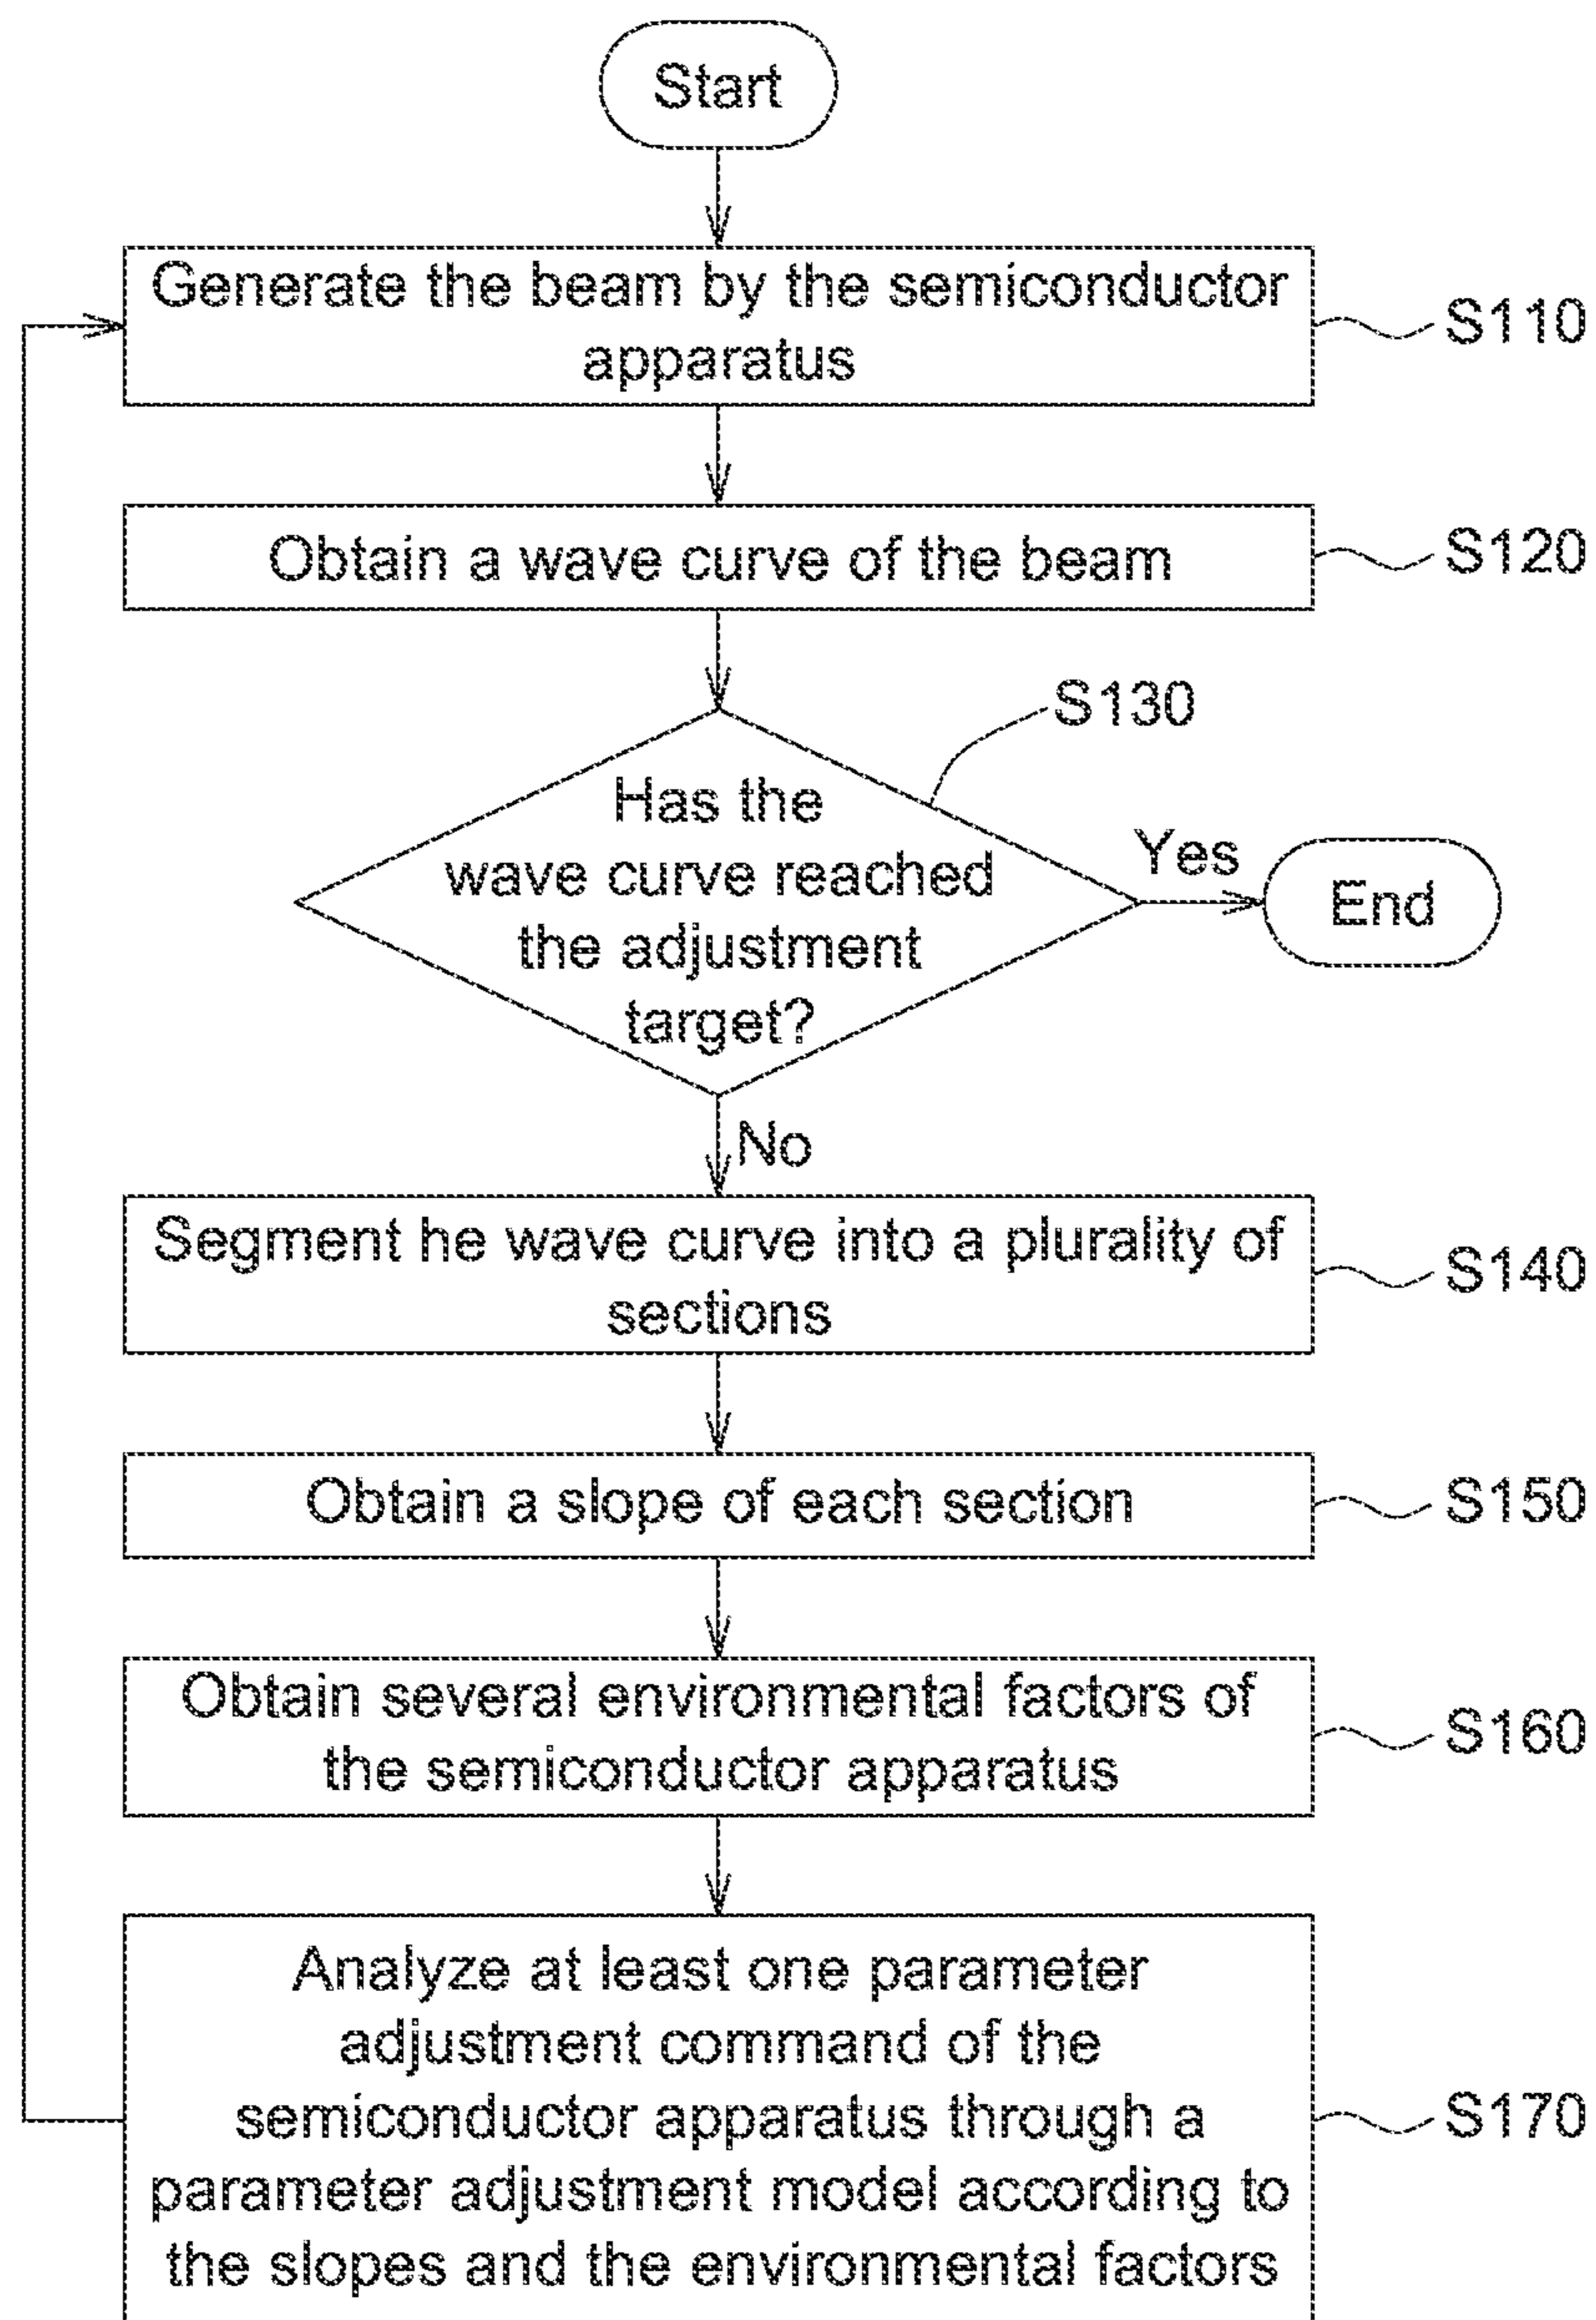 Start
Generate the beam by the semiconductor
apparatus
S110
Obtain a wave curve of the beam
S120
S130
Has the
wave curve reached
the adjustment
target?
Yes
End
No
Segment he wave curve into a plurality of
sections
S140
Obtain a slope of each section
S150
Obtain several environmental factors of
the semiconductor apparatus
S160
Analyze at least one parameter
adjustment command of the
semiconductor apparatus through a
parameter adjustment model according to
the slopes and the environmental factors
S170